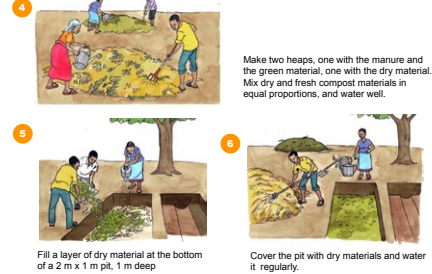 4
Make two heaps, one with the manure and
the green material, one with the dry material.
Mix dry and fresh compost materials in
equal proportions, and water well.
5
6
Fill a layer of dry material at the bottom
of a 2 m x 1 m pit, 1 m deep
Cover the pit with dry materials and water
it regularly.